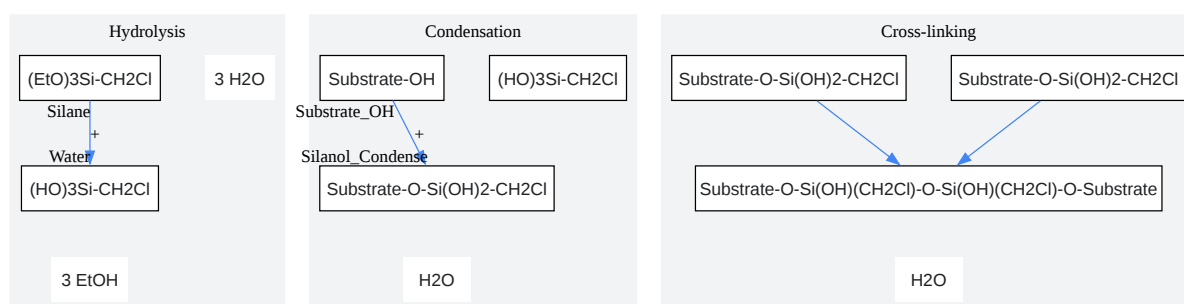 Hydrolysis
(EtO)3Si-CH2Cl
3 H2O
Silane
+
Water
(HO)3Si-CH2Cl
3 EtOH
Condensation
Substrate-OH
(HO)3Si-CH2Cl
Substrate_OH
+
Silanol_Condense
Substrate-O-Si(OH)2-CH2Cl
H2O
Cross-linking
Substrate-O-Si(OH)2-CH2Cl
Substrate-O-Si(OH)2-CH2Cl
Substrate-O-Si(OH)(CH2Cl)-O-Si(OH)(CH2Cl)-O-Substrate
H2O